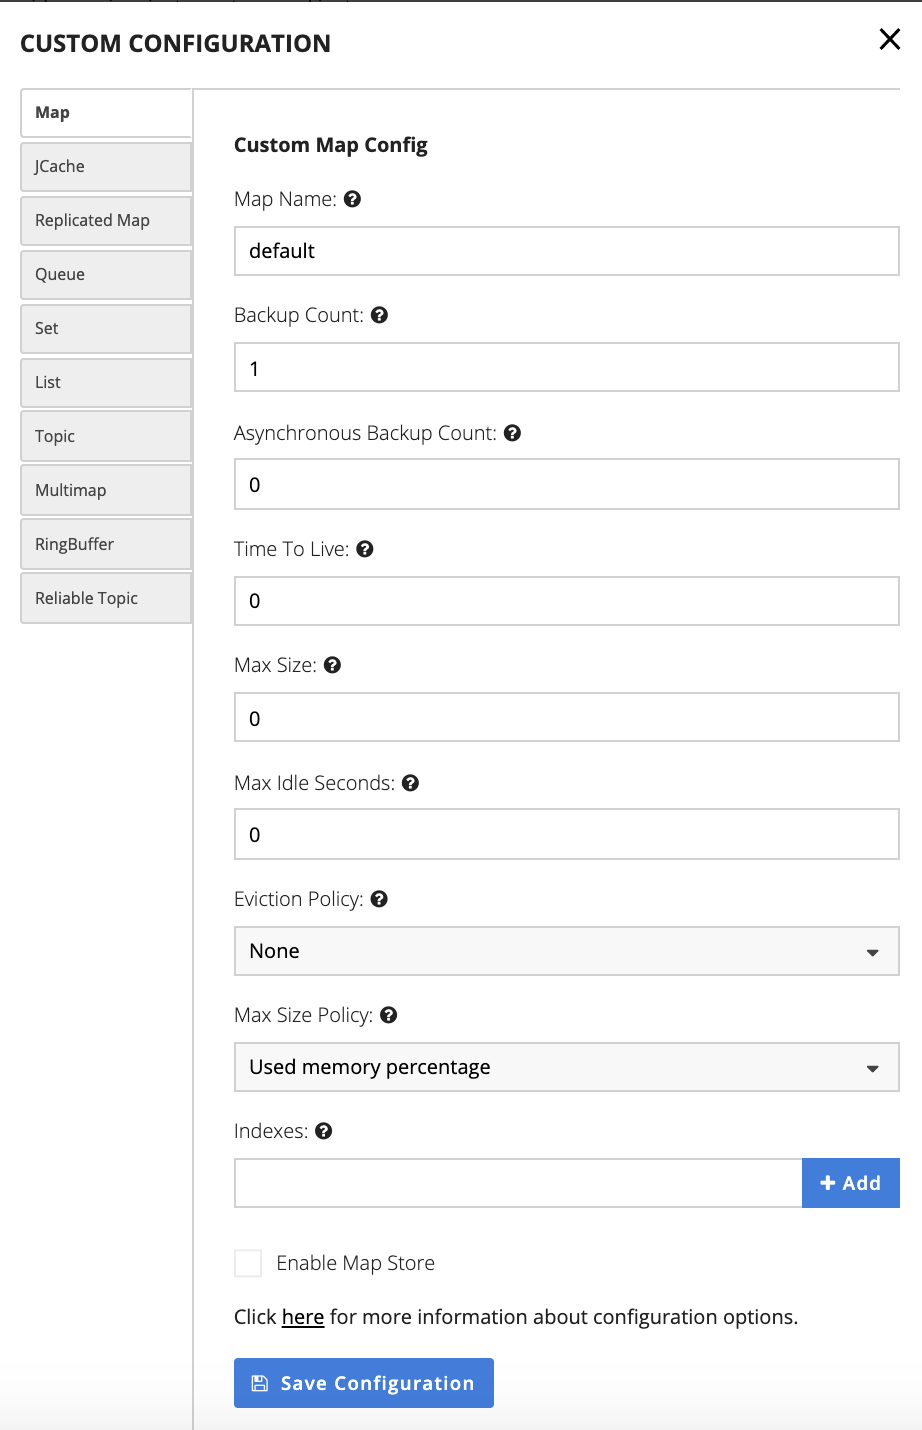 CUSTOM CONFIGURATION
Map
JCache
Replicated Map
Queue
Set
List
Topic
Multimap
RingBuffer
Reliable Topic
Custom Map Config
Map Name:
default
Backup Count:
1
Asynchronous Backup Count:
0
Time To Live:
0
Max Size:
0
Max Idle Seconds:
0
Eviction Policy:
None
Max Size Policy:
Used memory percentage
Indexes:
+ Add
Enable Map Store
Click here for more information about configuration options.
Save Configuration